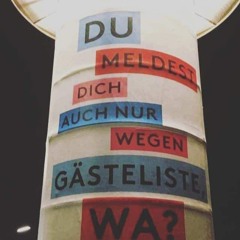 DU
MELDEST
DICH
AUCH NUR
WEGEN
GÄSTELISTE,
WA?